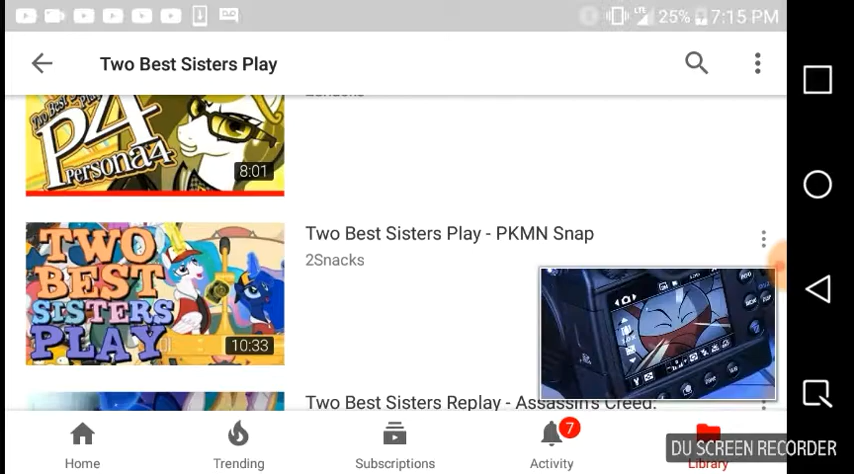 25% 7:15 PM
Two Best Sisters Play
P4
Persona4
8:01
Two Best Sisters Play - PKMN Snap
2Snacks
TWO
BEST
SISTERS
PLAY
10:33
Two Best Sisters Replay - Assassin's Creed:
7
Home
Trending
Subscriptions
Activity
Library
DU SCREEN RECORDER